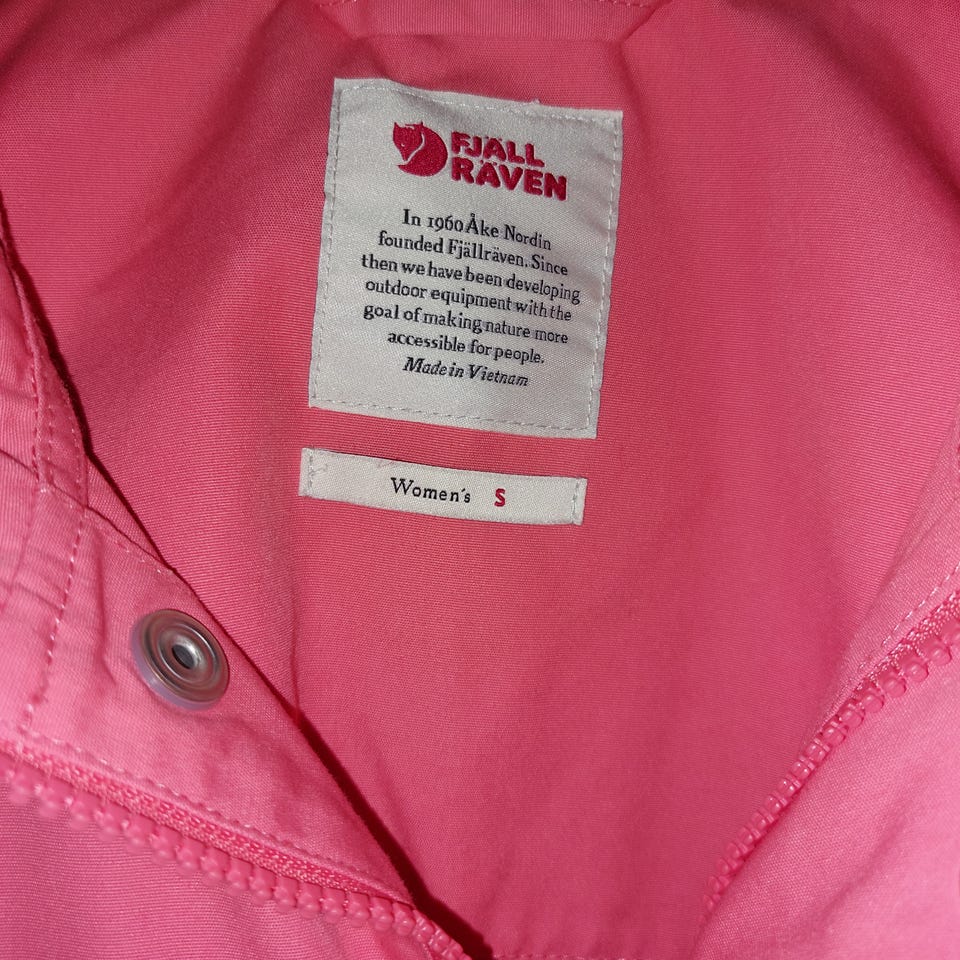 FJÄLL
RÄVEN
In 1960 Åke Nordin
founded Fjällräven. Since
then we have been developing
outdoor equipment with the
goal of making nature more
accessible for people.
Made in Vietnam
Women's S